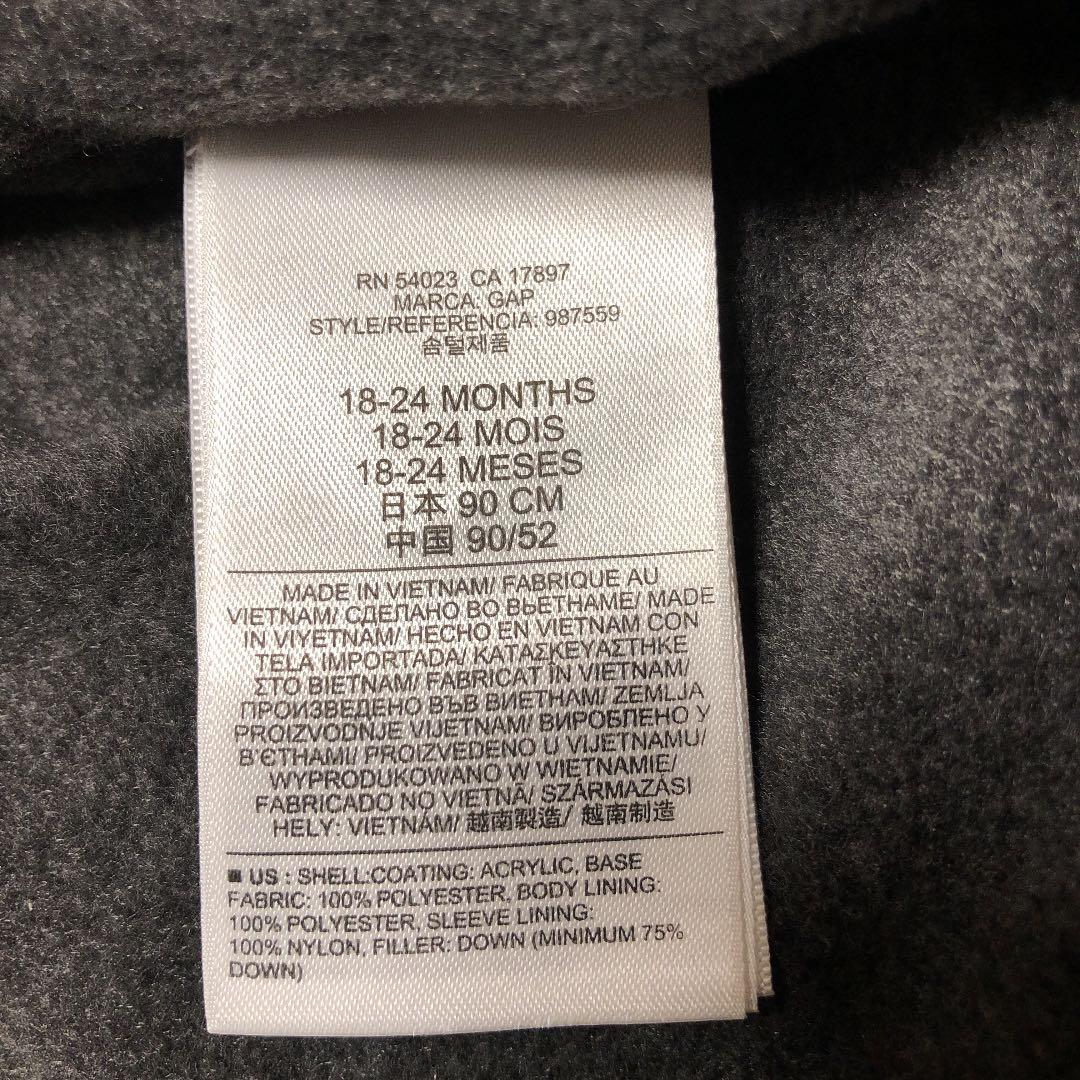 RN 54023 CA 17897
MARCA. GAP
STYLE/REFERENCIA: 987559
솜털제품
18-24 MONTHS
18-24 MOIS
18-24 MESES
日本 90 CM
中国 90/52
MADE IN VIETNAM/ FABRIQUE AU
VIETNAM/ СДЕЛАНО ВО ВЬЕТНАМЕ/ MADE
IN VIYETNAM/ HECHO EN VIETNAM CON
TELA IMPORTADA/ ΚΑΤΑΣΚΕΥΑΣΤΗΚΕ
ΣΤΟ ΒΙΕΤΝΑΜ/ FABRICAT ÎN VIETNAM/
ПРОИЗВЕДЕНО ВЪВ ВИЕТНАМ/ ZEMLJA
PROIZVODNJE VIJETNAM/ ВИРОБЛЕНО У
В'ЄТНАМІ/ PROIZVEDENO U VIJETNAMU/
WYPRODUKOWANO W WIETNAMIE/
FABRICADO NO VIETNÃ/ SZÁRMAZÁSI
HELY: VIETNÁM/ 越南製造/ 越南制造
■ US : SHELL:COATING: ACRYLIC, BASE
FABRIC: 100% POLYESTER, BODY LINING:
100% POLYESTER, SLEEVE LINING:
100% NYLON, FILLER: DOWN (MINIMUM 75%
DOWN)